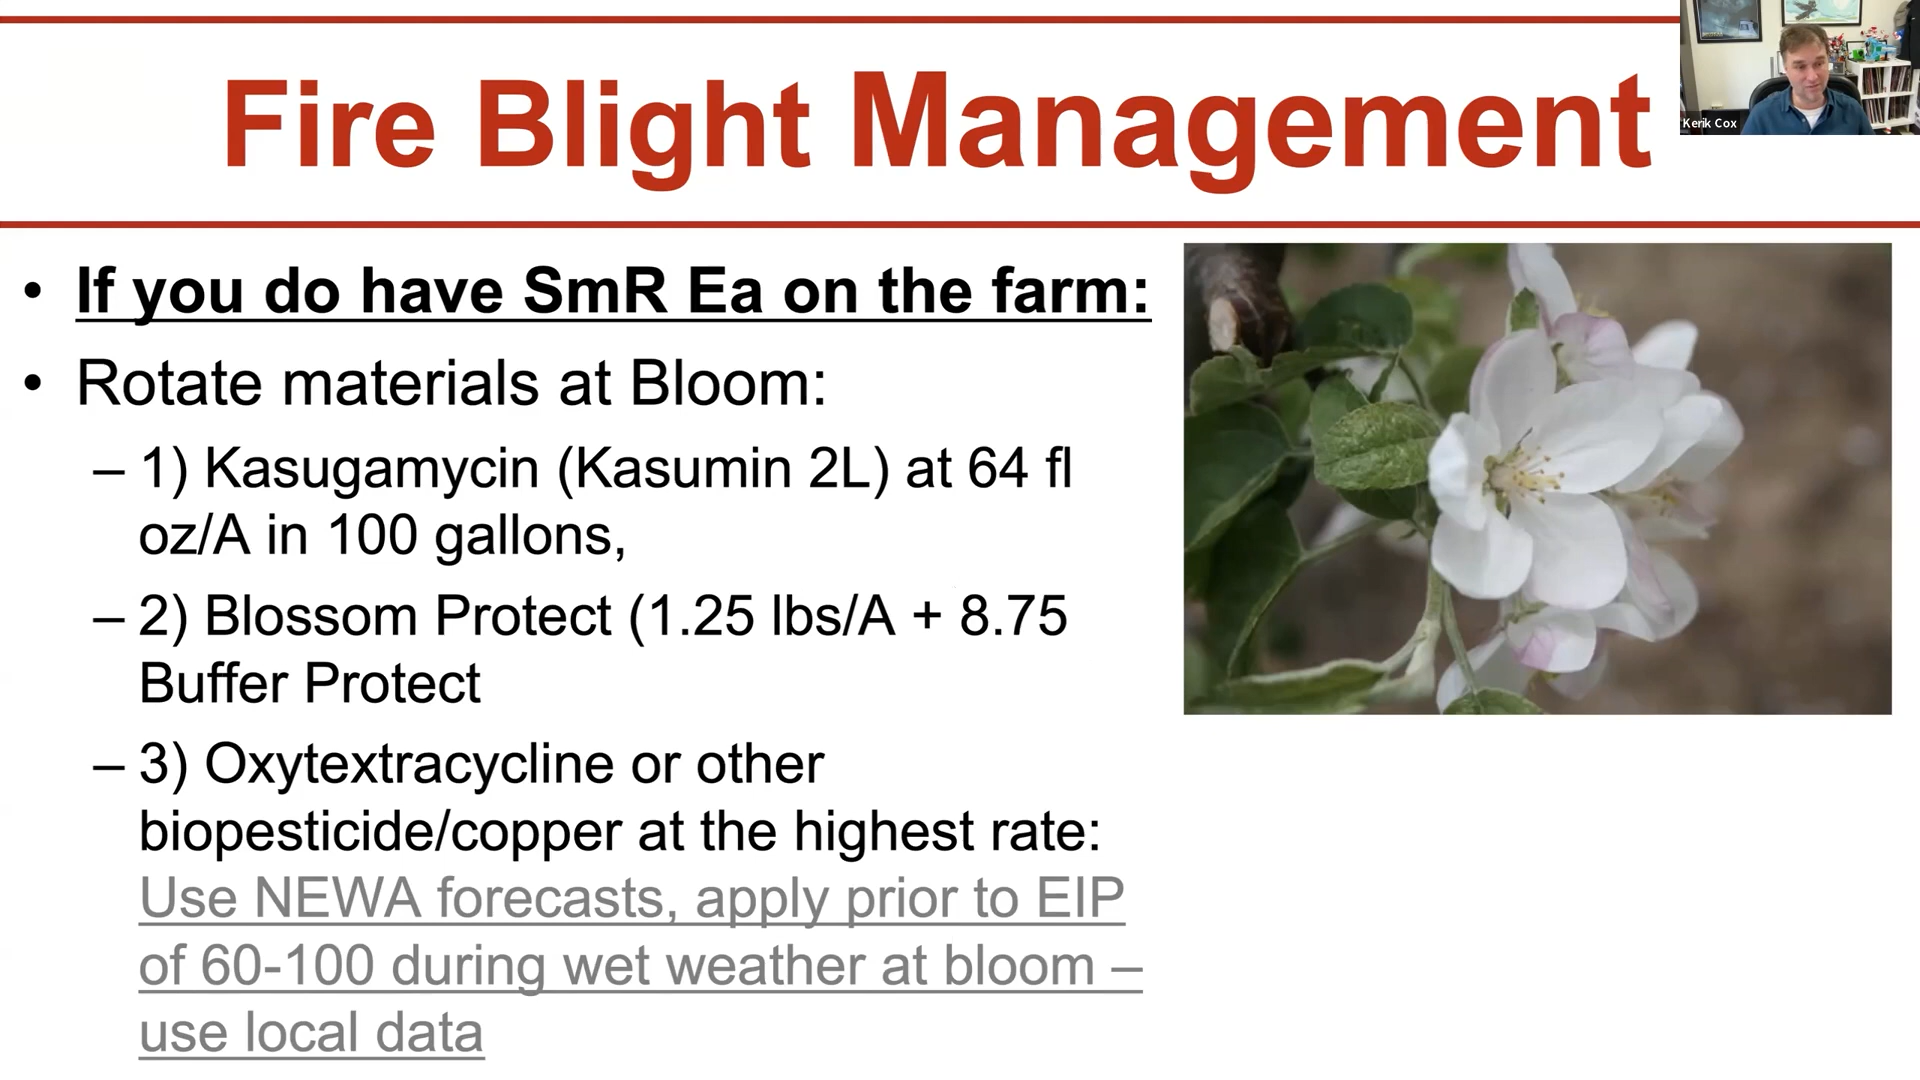 Fire Blight Management
Kerik Cox
• If you do have SmR Ea on the farm:
• Rotate materials at Bloom:
– 1) Kasugamycin (Kasumin 2L) at 64 fl
oz/A in 100 gallons,
– 2) Blossom Protect (1.25 lbs/A + 8.75
Buffer Protect
– 3) Oxytextracycline or other
biopesticide/copper at the highest rate:
Use NEWA forecasts, apply prior to EIP
of 60-100 during wet weather at bloom –
use local data